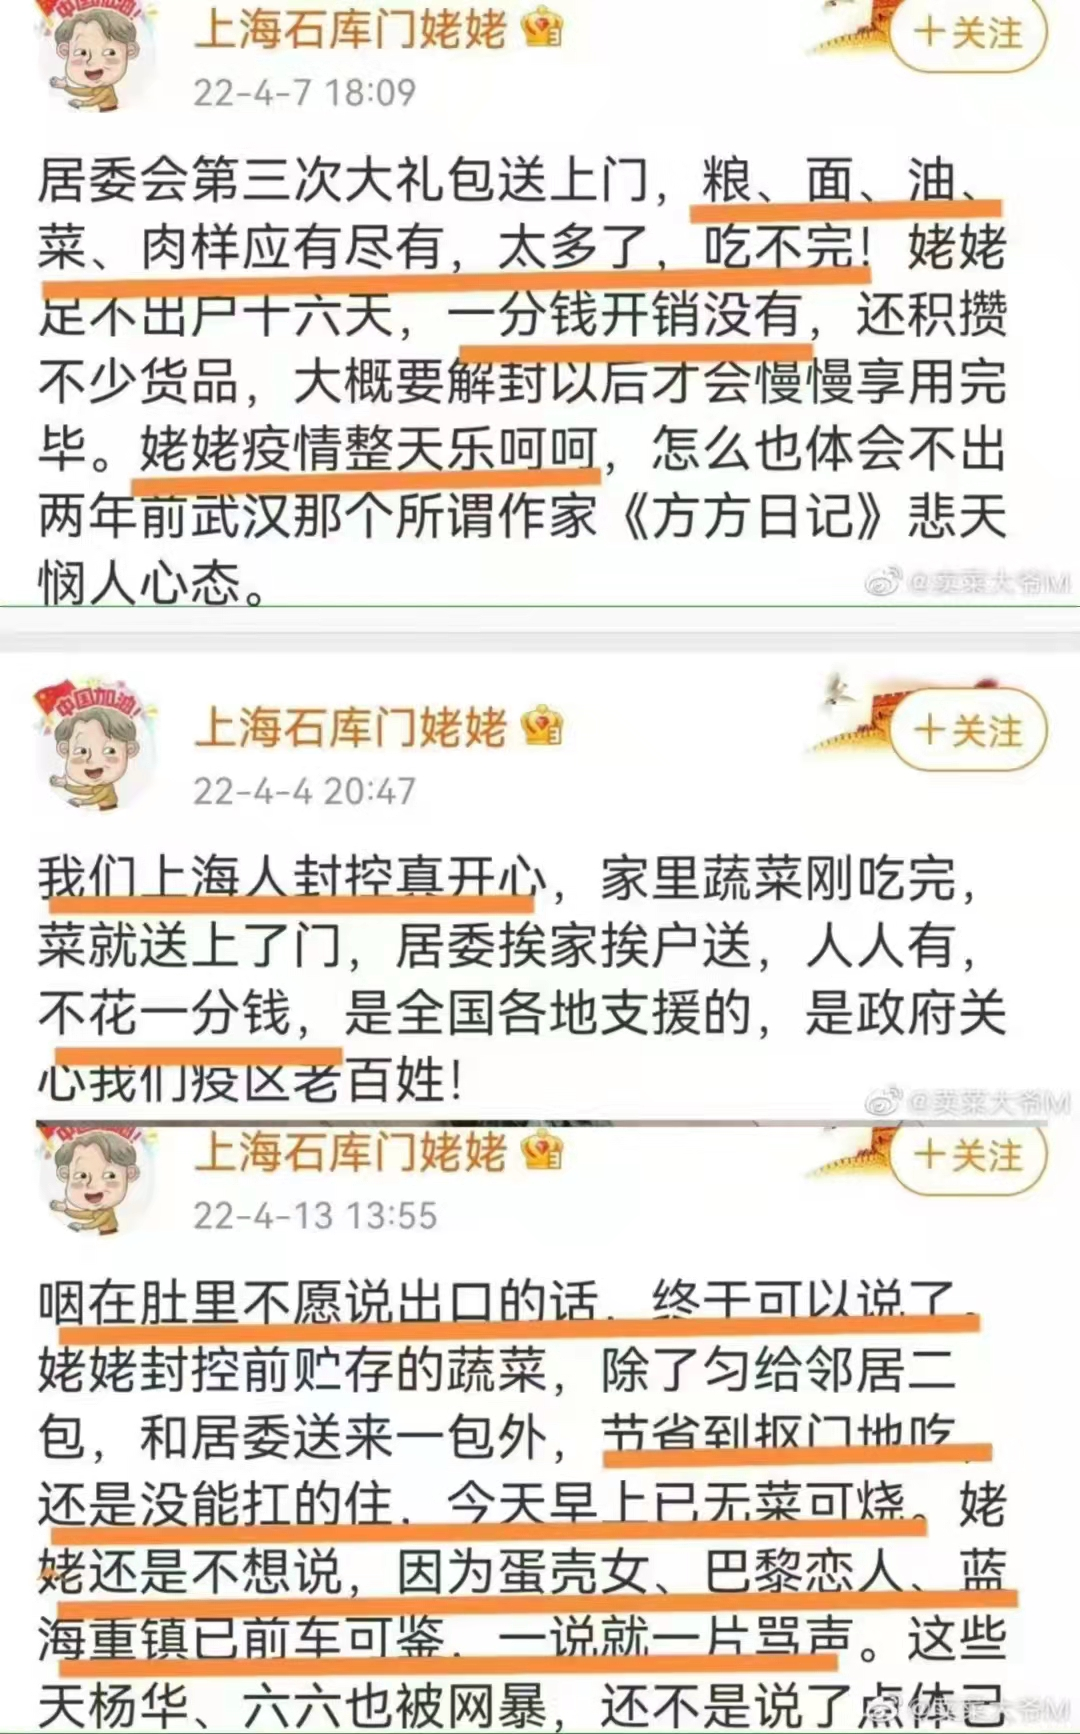 中国加油!
上海石库门姥姥
+关注
22-4-7 18:09
居委会第三次大礼包送上门，粮、面、油、
菜、肉样应有尽有，太多了，吃不完！姥姥
足不出户十六天，一分钱开销没有，还积攒
不少货品，大概要解封以后才会慢慢享用完
毕。姥姥疫情整天乐呵呵，怎么也体会不出
两年前武汉那个所谓作家《方方日记》悲天
悯人心态。
@卖菜大爷M
中国加油!
上海石库门姥姥
+关注
22-4-4 20:47
我们上海人封控真开心，家里蔬菜刚吃完，
菜就送上了门，居委挨家挨户送，人人有，
不花一分钱，是全国各地支援的，是政府关
心我们疫区老百姓！
@卖菜大爷M
中国加油!
上海石库门姥姥
+关注
22-4-13 13:55
咽在肚里不愿说出口的话，终于可以说了。
姥姥封控前贮存的蔬菜，除了匀给邻居二
包，和居委送来一包外，节省到抠门地吃，
还是没能扛的住，今天早上已无菜可烧。姥
姥还是不想说，因为蛋壳女、巴黎恋人、蓝
海重镇已前车可鉴，一说就一片骂声。这些
天杨华、六六也被网暴，还不是说了点体己
@卖菜大爷M